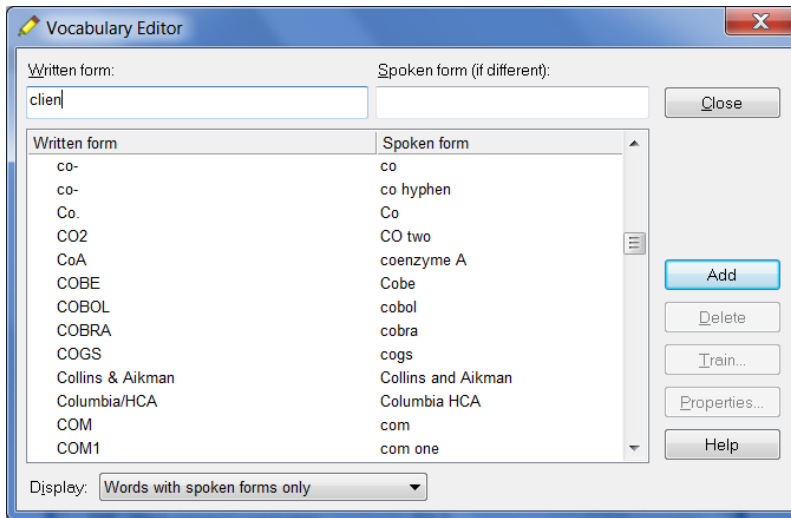 Vocabulary Editor
Written form: Spoken form (if different):
clien
Close
Written form Spoken form
co- co
co- co hyphen
Co. Co
CO2 CO two
CoA coenzyme A
COBE Cobe
COBOL cobol
COBRA cobra
COGS cogs
Collins & Aikman Collins and Aikman
Columbia/HCA Columbia HCA
COM com
COM1 com one
Add
Delete
Train...
Properties...
Help
Display: Words with spoken forms only